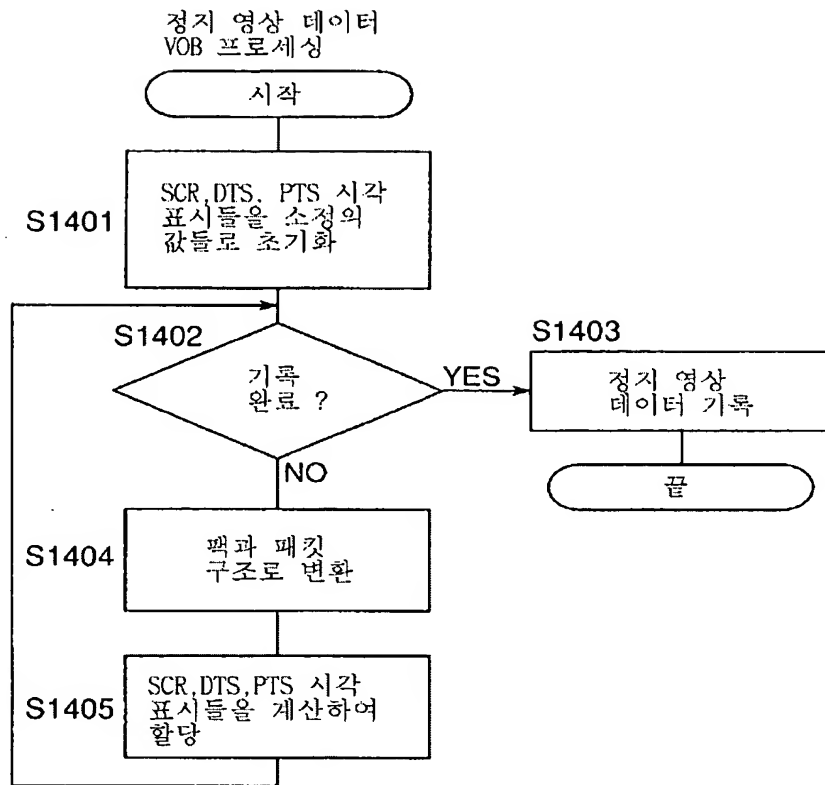 정지 영상 데이터
VOB 프로세싱
시작
S1401
SCR,DTS, PTS 시각
표시들을 소정의
값들로 초기화
S1402
기록
완료 ?
YES
S1403
정지 영상
데이터 기록
끝
NO
S1404
팩과 패킷
구조로 변환
S1405
SCR,DTS,PTS 시각
표시들을 계산하여
할당